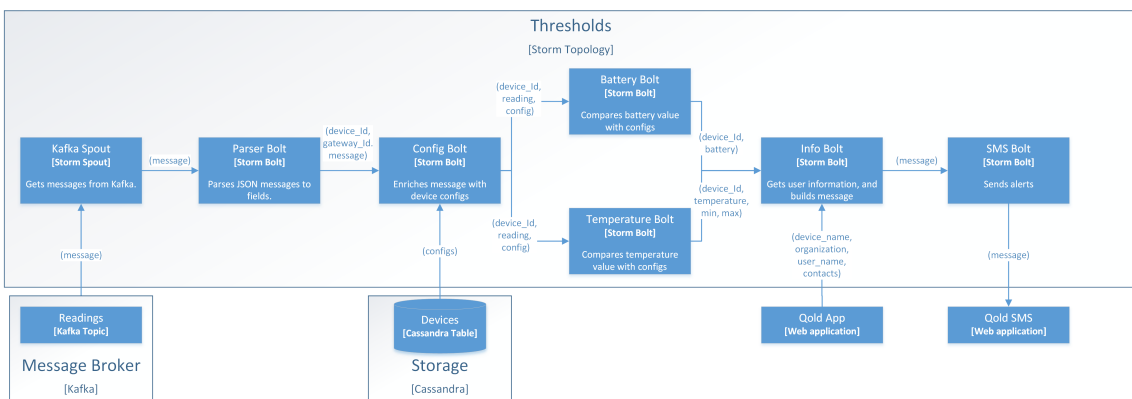 Thresholds
[Storm Topology]
Kafka Spout
[Storm Spout]
Gets messages from Kafka.
(message)
Parser Bolt
[Storm Bolt]
Parses JSON messages to
fields.
(device_Id,
gateway_Id.
message)
Config Bolt
[Storm Bolt]
Enriches message with
device configs
(device_Id,
reading,
config)
Battery Bolt
[Storm Bolt]
Compares battery value
with configs
(device_Id,
reading,
config)
Temperature Bolt
[Storm Bolt]
Compares temperature
value with configs
(device_Id,
battery)
(device_Id,
temperature,
min, max)
Info Bolt
[Storm Bolt]
Gets user information, and
builds message
(message)
SMS Bolt
[Storm Bolt]
Sends alerts
(message)
(configs)
(device_name,
organization,
user_name,
contacts)
(message)
Readings
[Kafka Topic]
Message Broker
[Kafka]
Devices
[Cassandra Table]
Storage
[Cassandra]
Qold App
[Web application]
Qold SMS
[Web application]